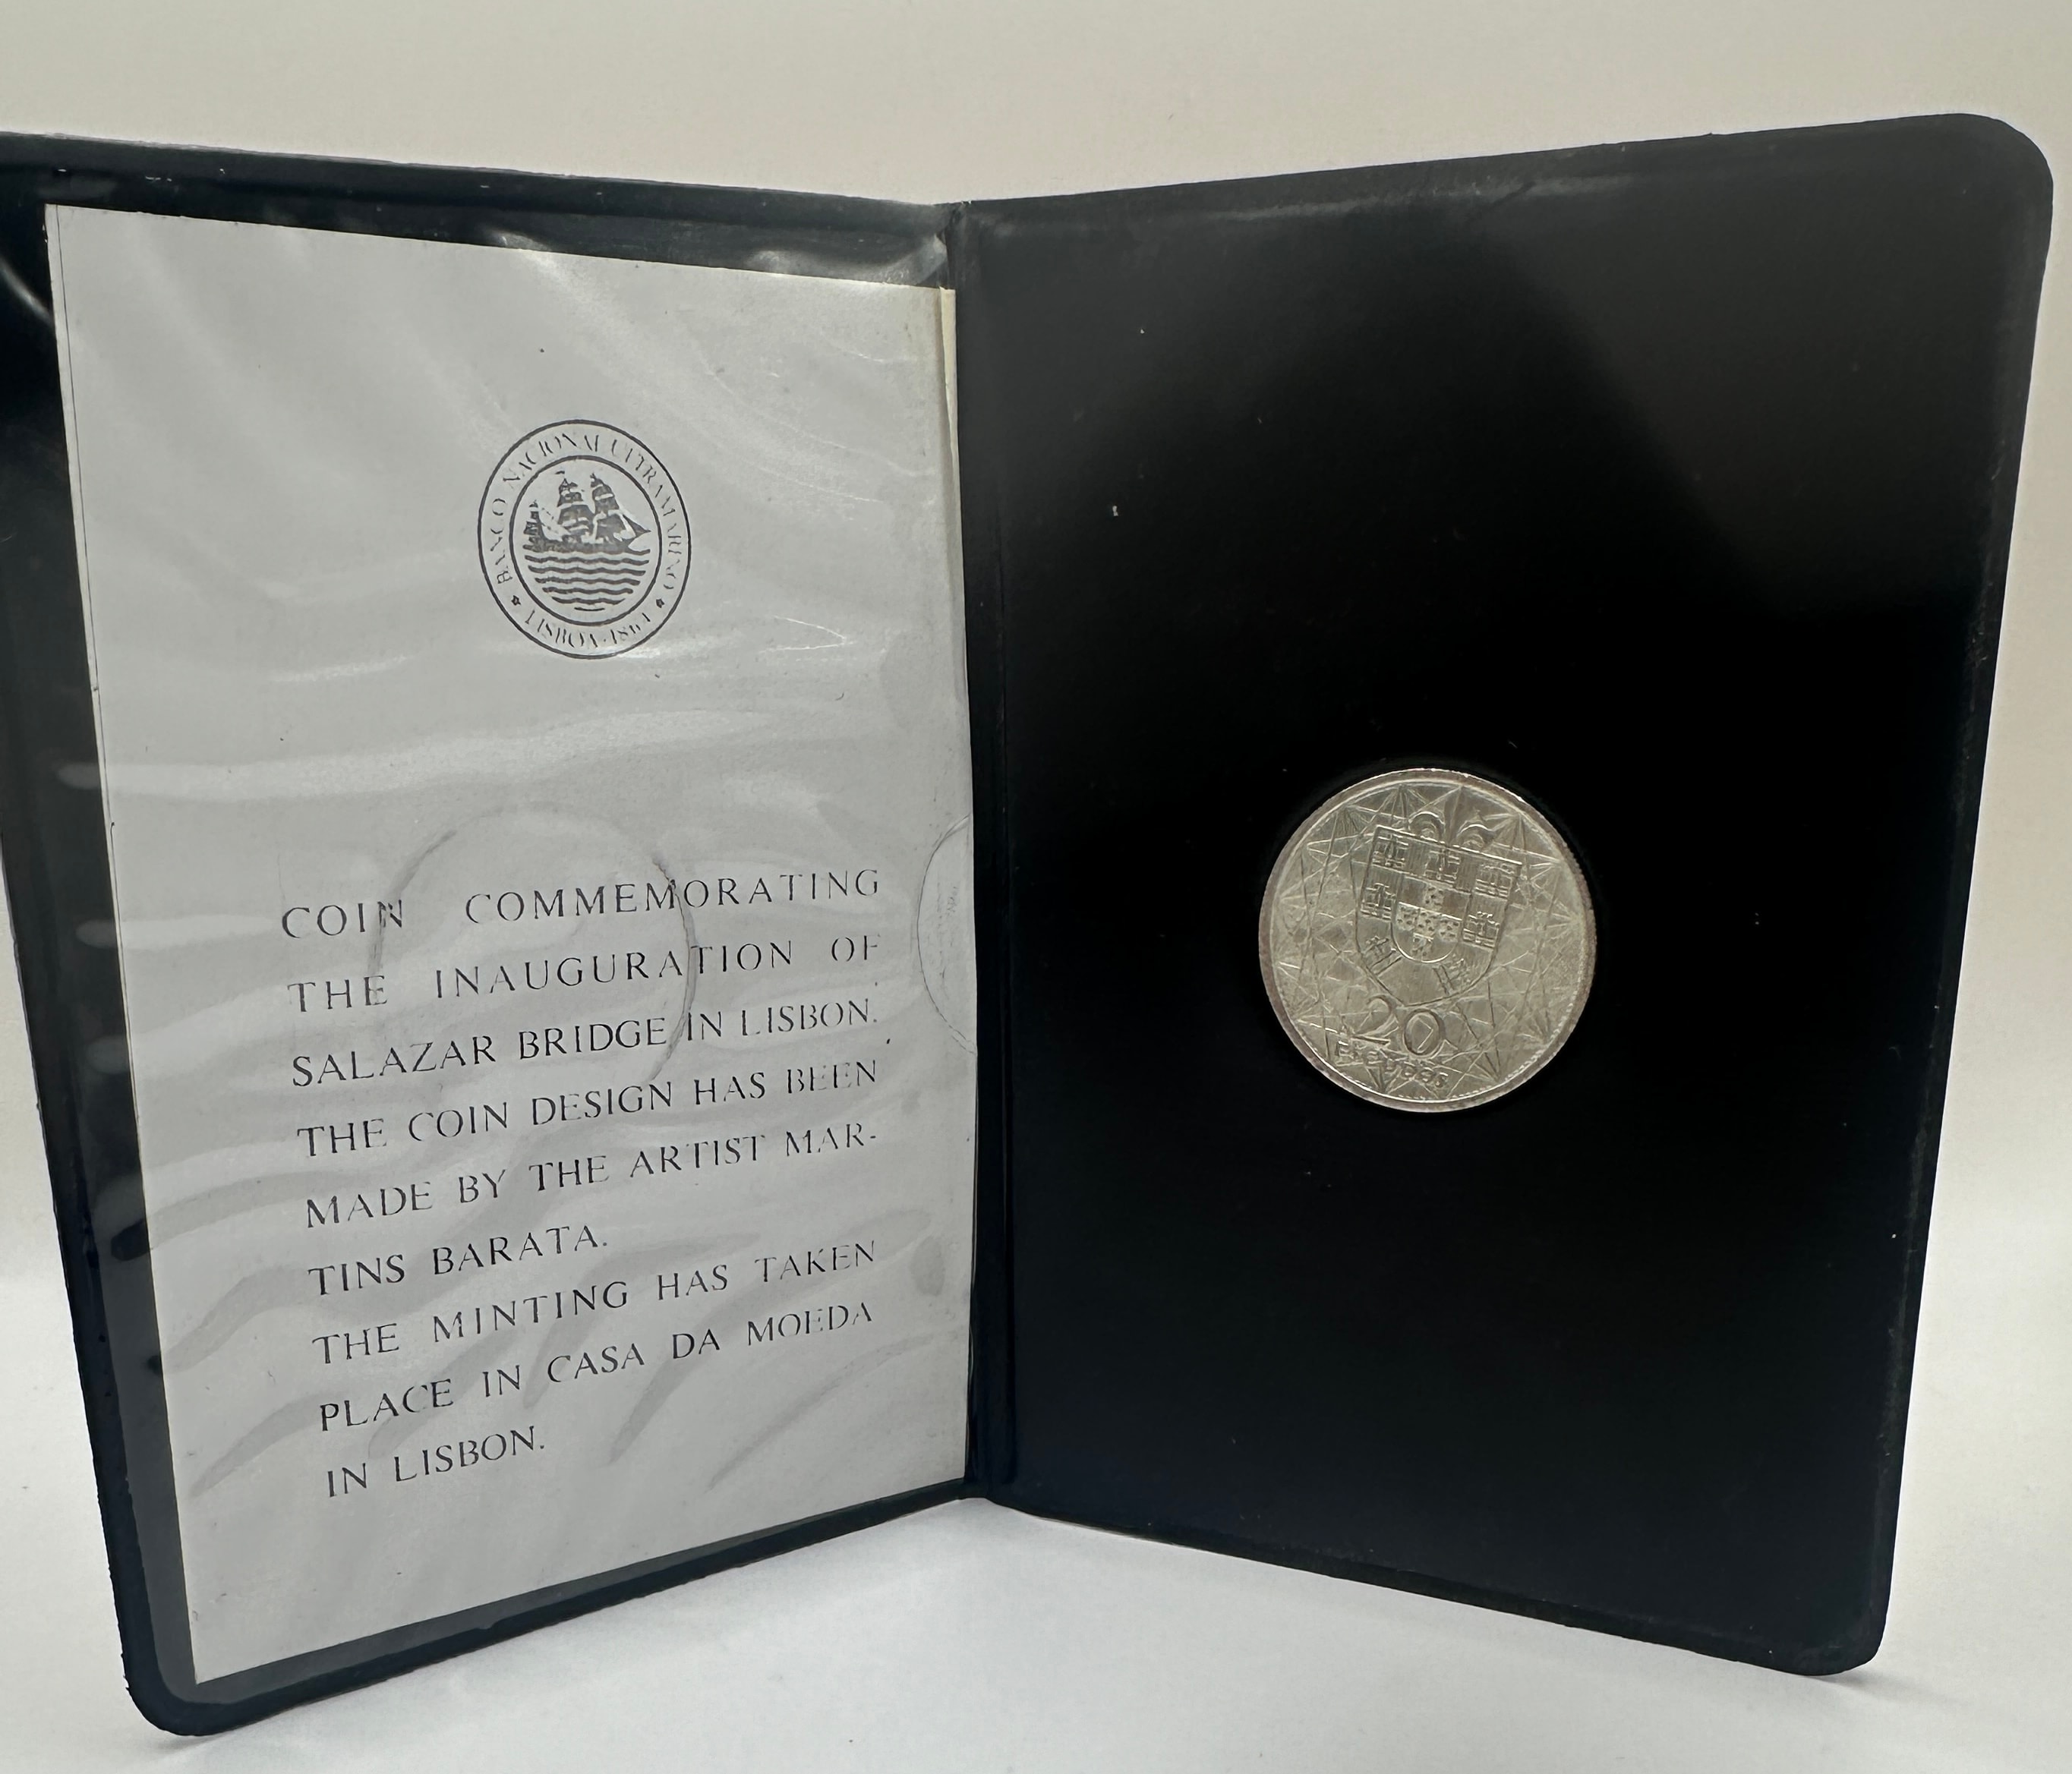 BANCO NACIONAL ULTRAMARINO
LISBOA · 1864
COIN COMMEMORATING
THE INAUGURATION OF
SALAZAR BRIDGE IN LISBON.
THE COIN DESIGN HAS BEEN
MADE BY THE ARTIST MAR-
TINS BARATA.
THE MINTING HAS TAKEN
PLACE IN CASA DA MOEDA
IN LISBON.
20
Escudos